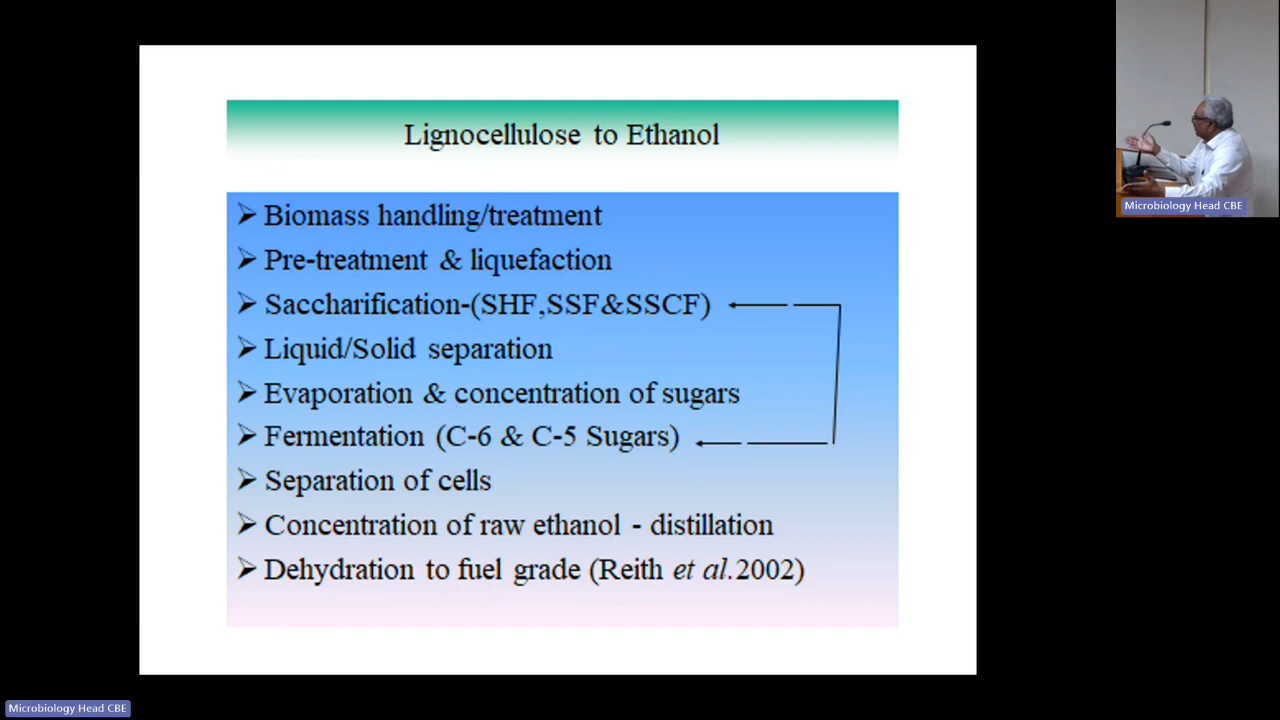 Lignocellulose to Ethanol
Biomass handling/treatment
Pre-treatment & liquefaction
Saccharification-(SHF,SSF&SSCF)
Liquid/Solid separation
Evaporation & concentration of sugars
Fermentation (C-6 & C-5 Sugars)
Separation of cells
Concentration of raw ethanol - distillation
Dehydration to fuel grade (Reith et al.2002)
Microbiology Head CBE
Microbiology Head CBE